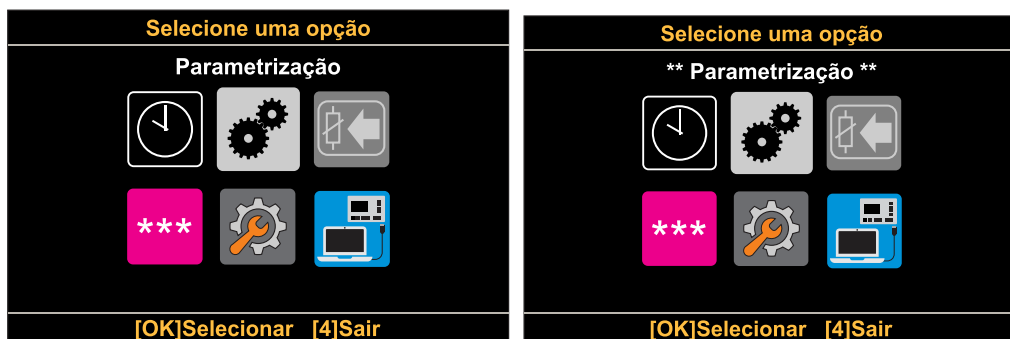 Selecione uma opção
Parametrização
***
[OK]Selecionar [4]Sair
Selecione uma opção
** Parametrização **
***
[OK]Selecionar [4]Sair